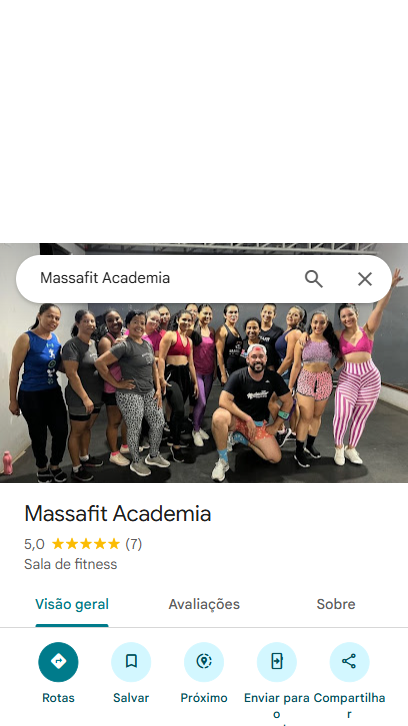 Massafit Academia
Massafit Academia
5,0 (7)
Sala de fitness
Visão geral Avaliações Sobre
Rotas Salvar Próximo Enviar para Compartilha
o r